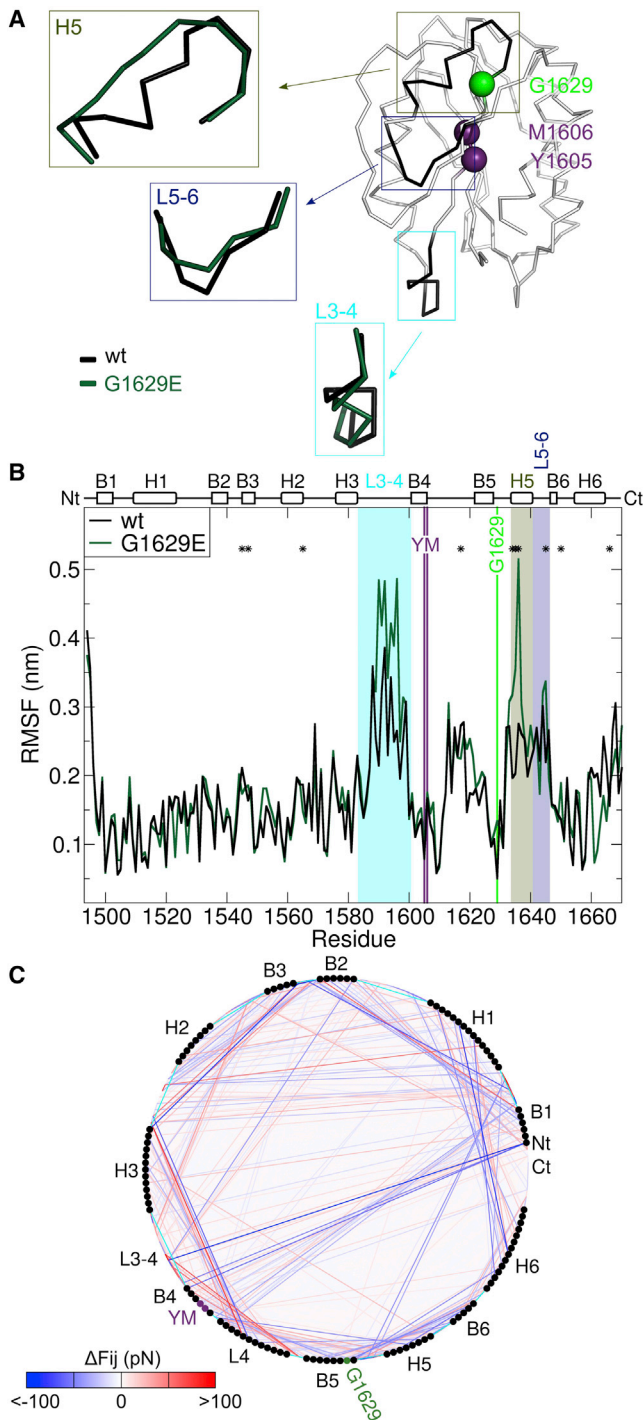 A
H5
G1629
M1606
Y1605
L5-6
L3-4
wt
G1629E
B
Nt B1 H1 B2 B3 H2 H3 L3-4 B4 B5 H5 L5-6 B6 H6 Ct
wt
G1629E
YM
G1629
* * * * * * * * * *
RMSF (nm)
0.5
0.4
0.3
0.2
0.1
1500 1520 1540 1560 1580 1600 1620 1640 1660
Residue
C
B3 B2
H2 H1
B1
Nt
Ct
H3
L3-4
H6
B4
YM
B6
L4
H5
B5
G1629
ΔFij (pN)
<-100 0 >100